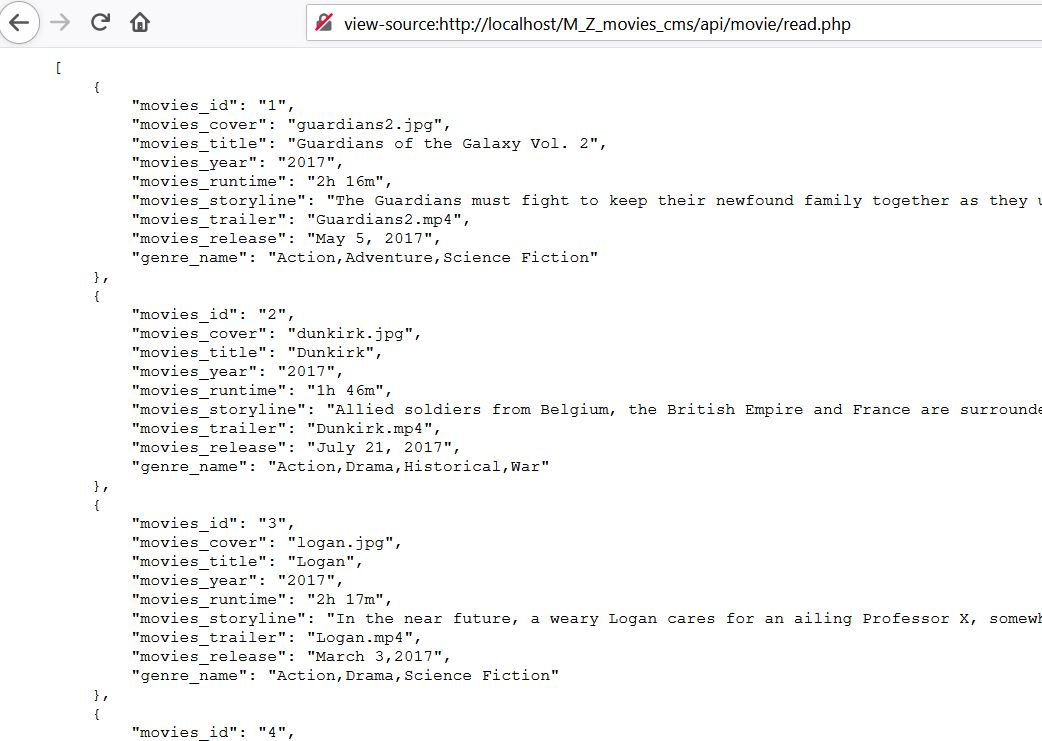 view-source:http://localhost/M_Z_movies_cms/api/movie/read.php
[
{
"movies_id": "1",
"movies_cover": "guardians2.jpg",
"movies_title": "Guardians of the Galaxy Vol. 2",
"movies_year": "2017",
"movies_runtime": "2h 16m",
"movies_storyline": "The Guardians must fight to keep their newfound family together as they
"movies_trailer": "Guardians2.mp4",
"movies_release": "May 5, 2017",
"genre_name": "Action,Adventure,Science Fiction"
},
{
"movies_id": "2",
"movies_cover": "dunkirk.jpg",
"movies_title": "Dunkirk",
"movies_year": "2017",
"movies_runtime": "1h 46m",
"movies_storyline": "Allied soldiers from Belgium, the British Empire and France are surrounde
"movies_trailer": "Dunkirk.mp4",
"movies_release": "July 21, 2017",
"genre_name": "Action,Drama,Historical,War"
},
{
"movies_id": "3",
"movies_cover": "logan.jpg",
"movies_title": "Logan",
"movies_year": "2017",
"movies_runtime": "2h 17m",
"movies_storyline": "In the near future, a weary Logan cares for an ailing Professor X, somewh
"movies_trailer": "Logan.mp4",
"movies_release": "March 3,2017",
"genre_name": "Action,Drama,Science Fiction"
},
{
"movies_id": "4",